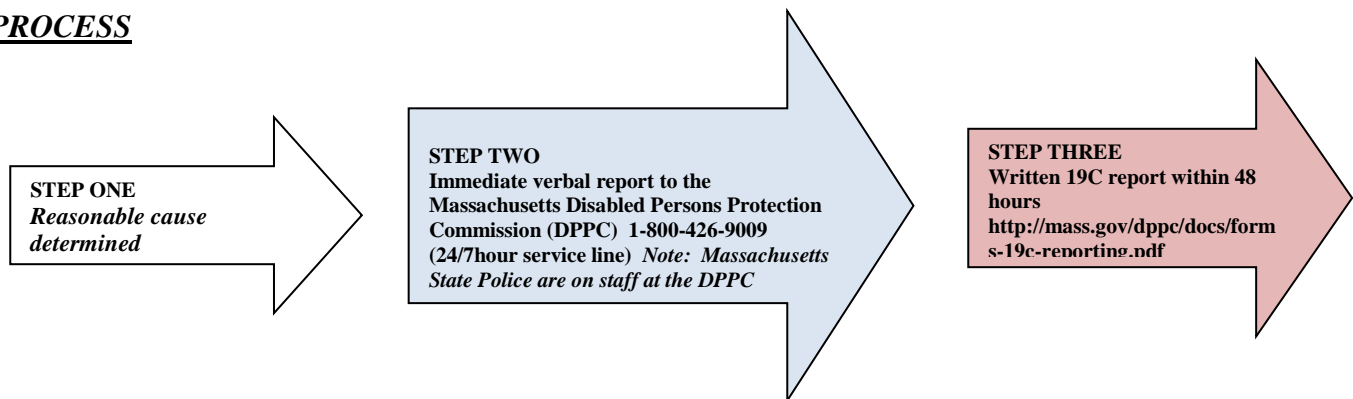 PROCESS
STEP ONE
Reasonable cause
determined
STEP TWO
Immediate verbal report to the
Massachusetts Disabled Persons Protection
Commission (DPPC) 1-800-426-9009
(24/7hour service line) Note: Massachusetts
State Police are on staff at the DPPC
STEP THREE
Written 19C report within 48
hours
http://mass.gov/dppc/docs/form
s-19c-reporting.pdf